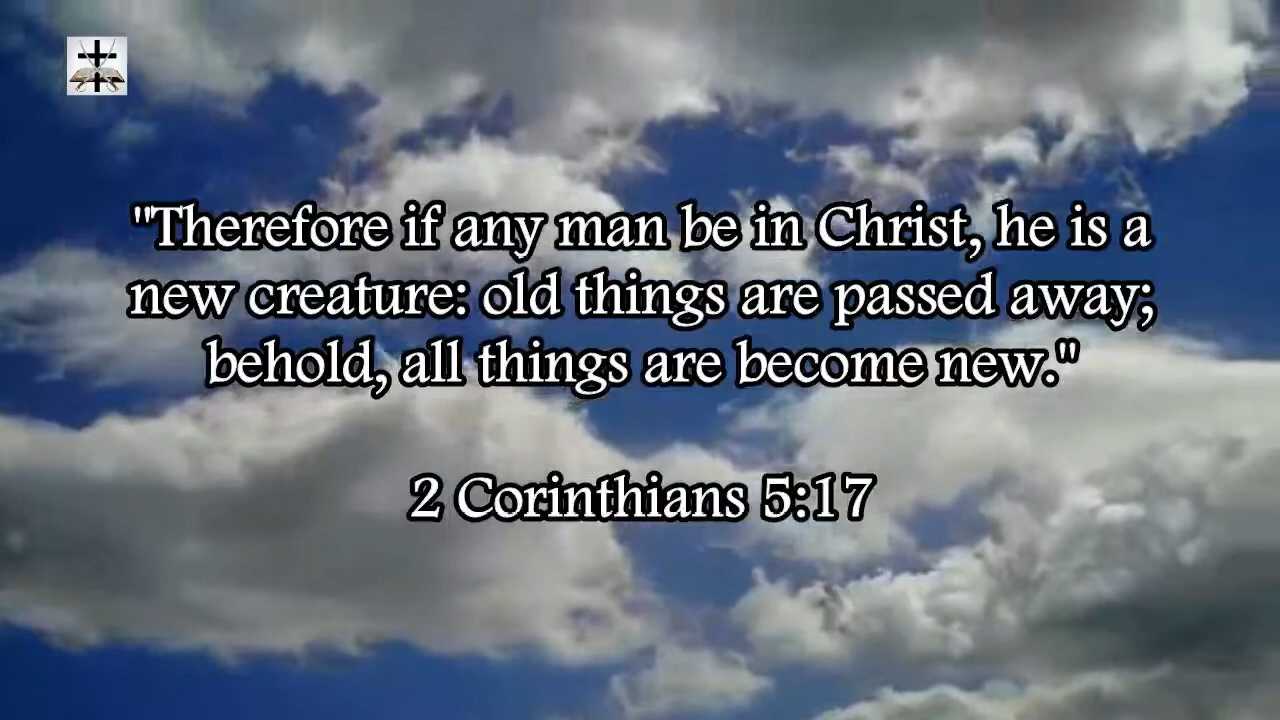 "Therefore if any man be in Christ, he is a
new creature: old things are passed away;
behold, all things are become new."
2 Corinthians 5:17